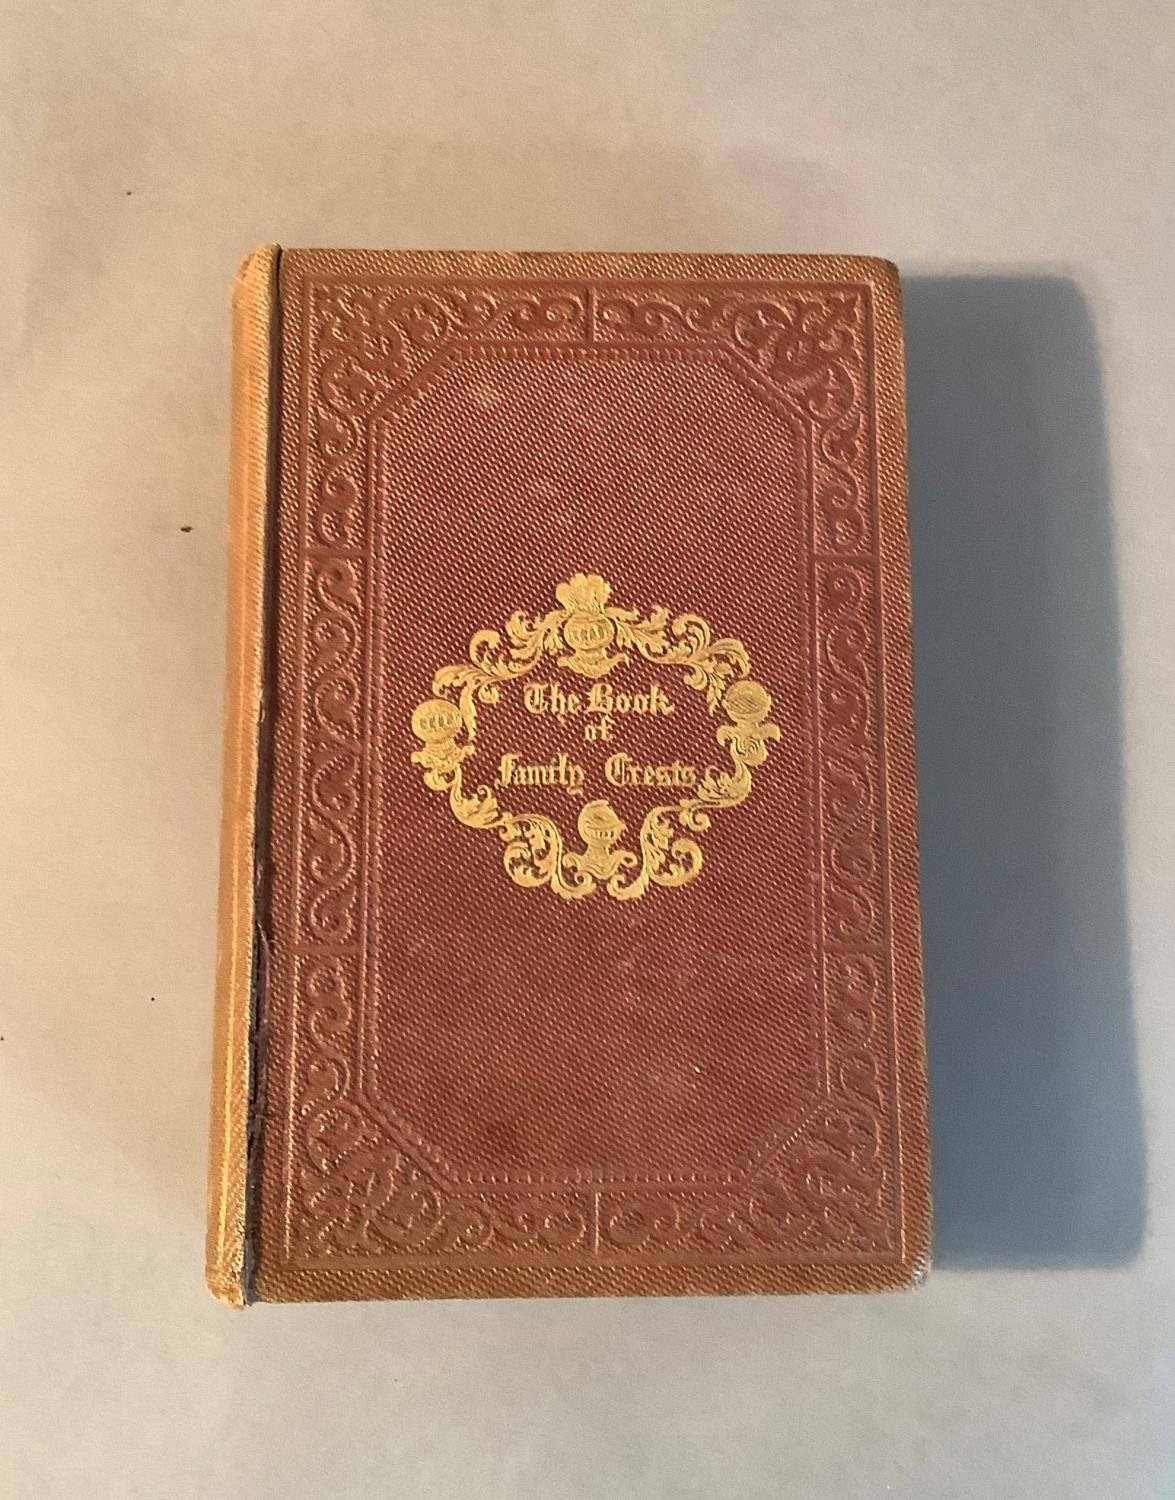 The Book
of
Family Crests